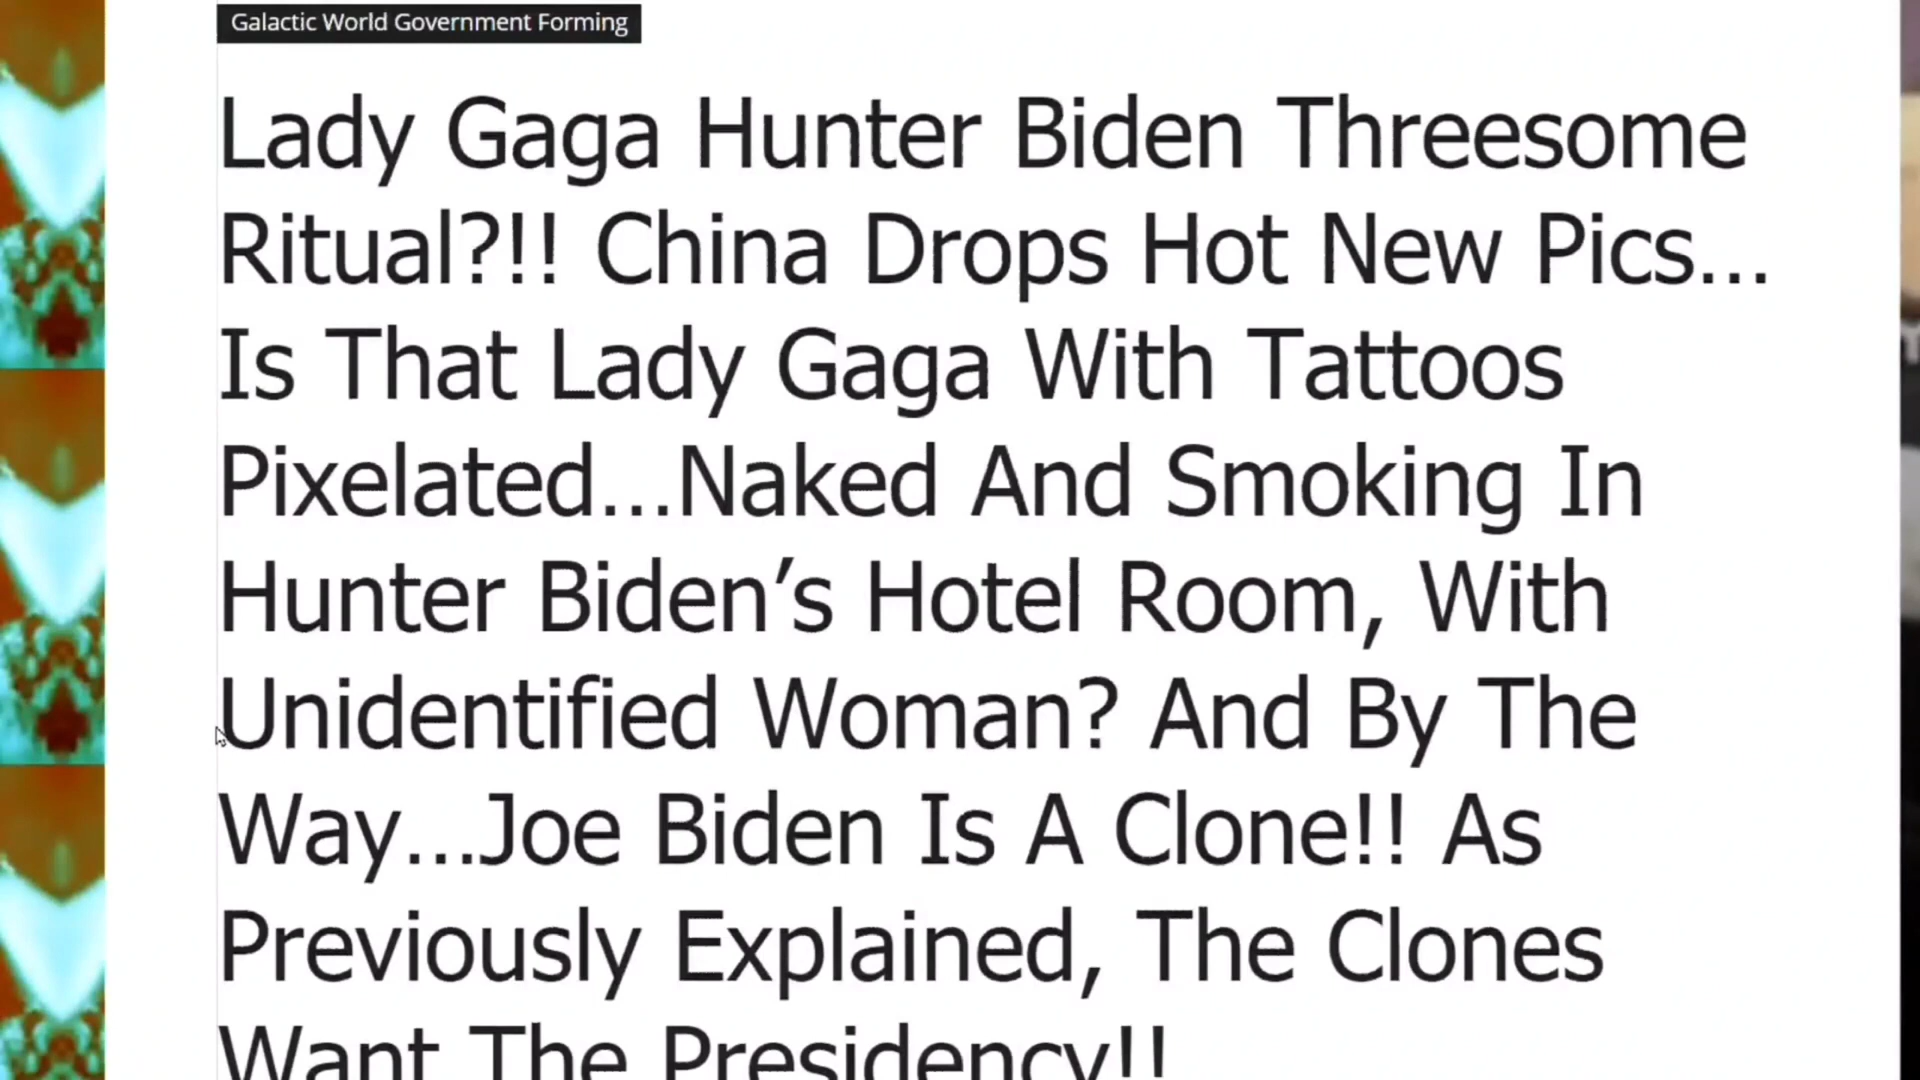 Galactic World Government Forming
Lady Gaga Hunter Biden Threesome
Ritual?!! China Drops Hot New Pics...
Is That Lady Gaga With Tattoos
Pixelated...Naked And Smoking In
Hunter Biden’s Hotel Room, With
Unidentified Woman? And By The
Way...Joe Biden Is A Clone!! As
Previously Explained, The Clones
Want The Presidency!!